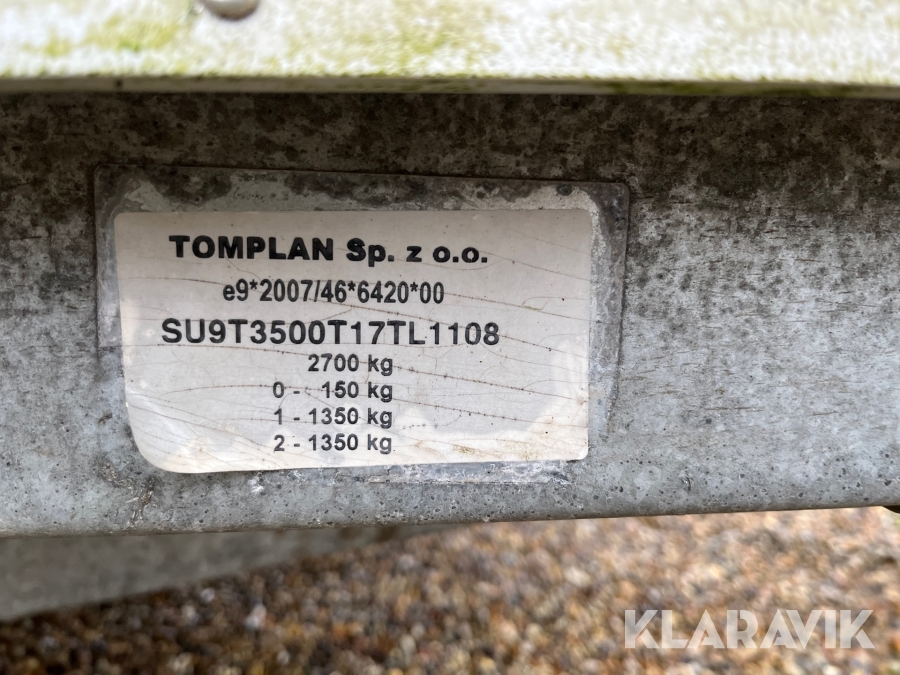 TOMPLAN Sp. z o.o.
e9*2007/46*6420*00
SU9T3500T17TL1108
2700 kg
0 - 150 kg
1 - 1350 kg
2 - 1350 kg
KLARAVIK